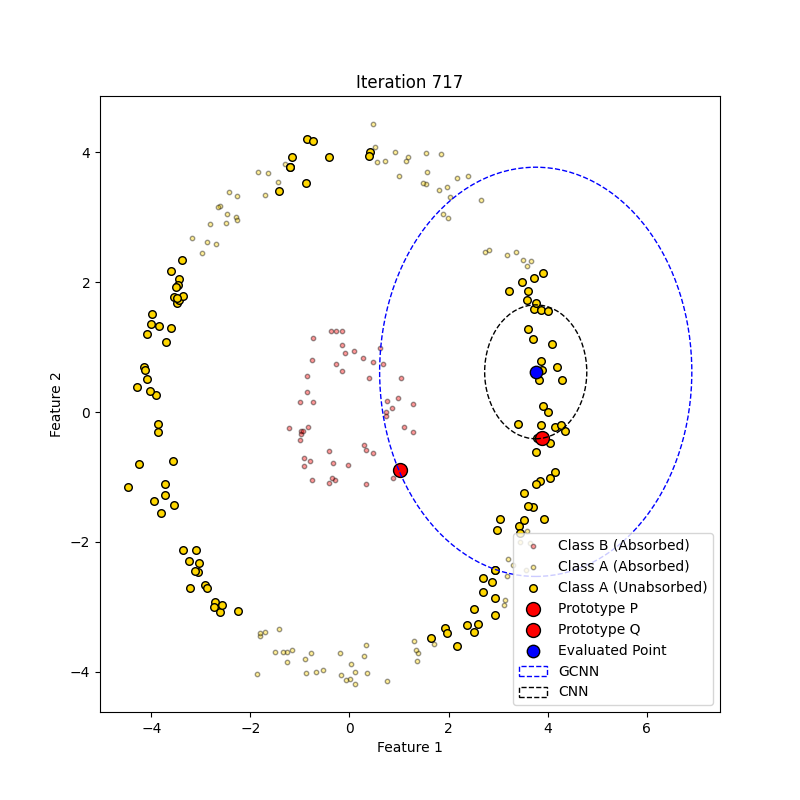 Iteration 717
Feature 2
4
2
0
−2
−4
−4
−2
0
2
4
6
Feature 1
Class B (Absorbed)
Class A (Absorbed)
Class A (Unabsorbed)
Prototype P
Prototype Q
Evaluated Point
GCNN
CNN